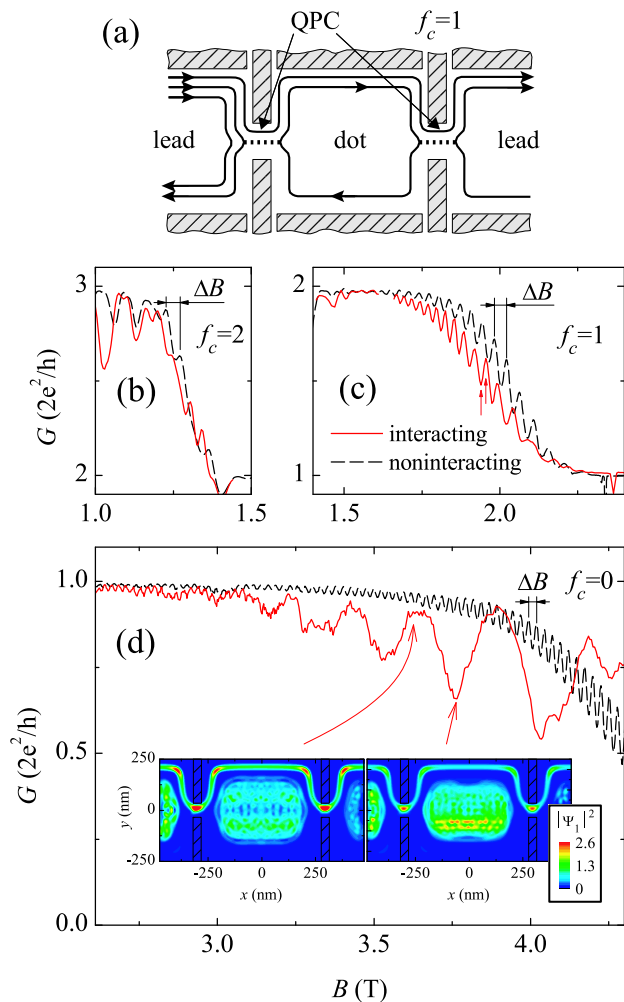 (a)
QPC
f_c=1
lead
dot
lead
3
ΔB
f_c=2
(b)
2
1.0
1.5
G (2e²/h)
2
ΔB
f_c=1
(c)
interacting
noninteracting
1
1.5
2.0
1.0
ΔB
f_c=0
(d)
0.5
0.0
G (2e²/h)
250
0
-250
y (nm)
-250
0
250
x (nm)
-250
0
250
x (nm)
|Ψ₁|²
2.6
1.3
0
3.0
3.5
4.0
B (T)